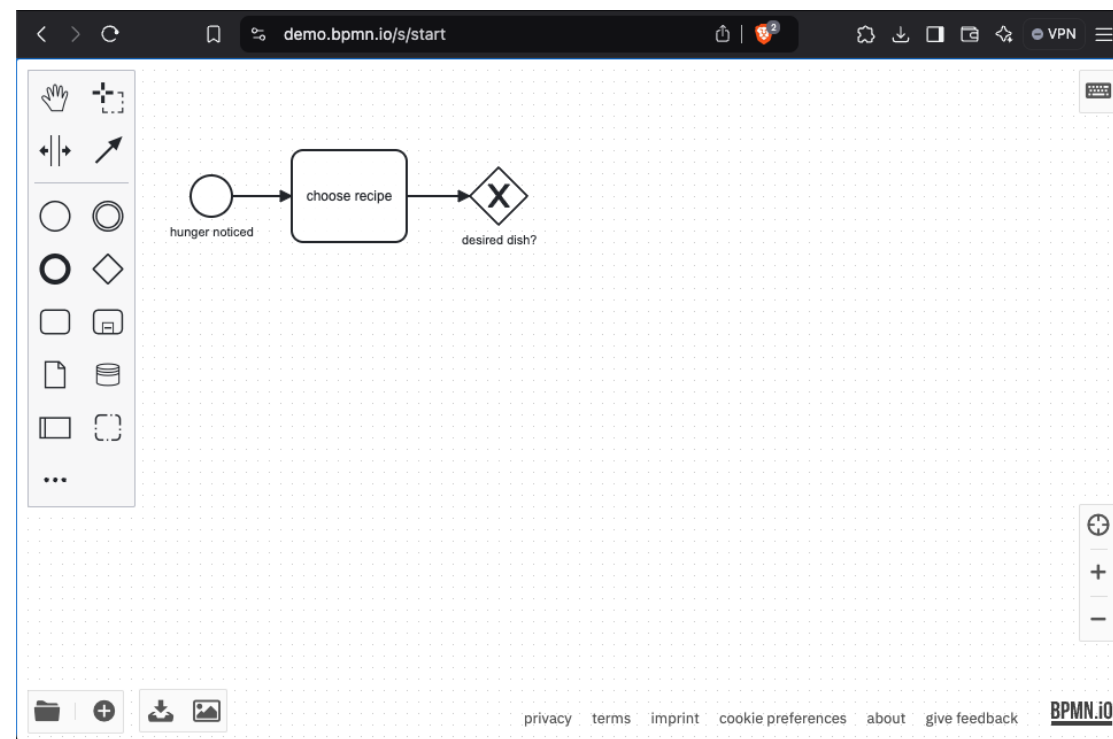 demo.bpmn.io/s/start
2
VPN
choose recipe
X
hunger noticed
desired dish?
privacy terms imprint cookie preferences about give feedback
BPMN.iO